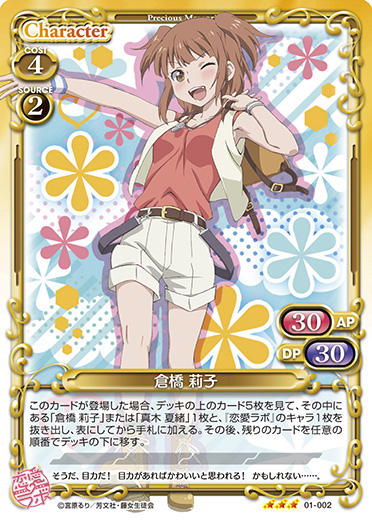 Precious Memories
Character
COST
4
SOURCE
2
30 AP
DP 30
倉橋 莉子
このカードが登場した場合、デッキの上のカード5枚を見て、その中に
ある「倉橋 莉子」または「真木 夏緒」1枚と、『恋愛ラボ』のキャラ1枚を
抜き出し、表にしてから手札に加える。その後、残りのカードを任意の
順番でデッキの下に移す。
そうだ、目力だ! 目力があればかわいいと思われる! かもしれない……。
恋愛ラボ
©宮原るり/芳文社・藤女生徒会
★★★ 01-002